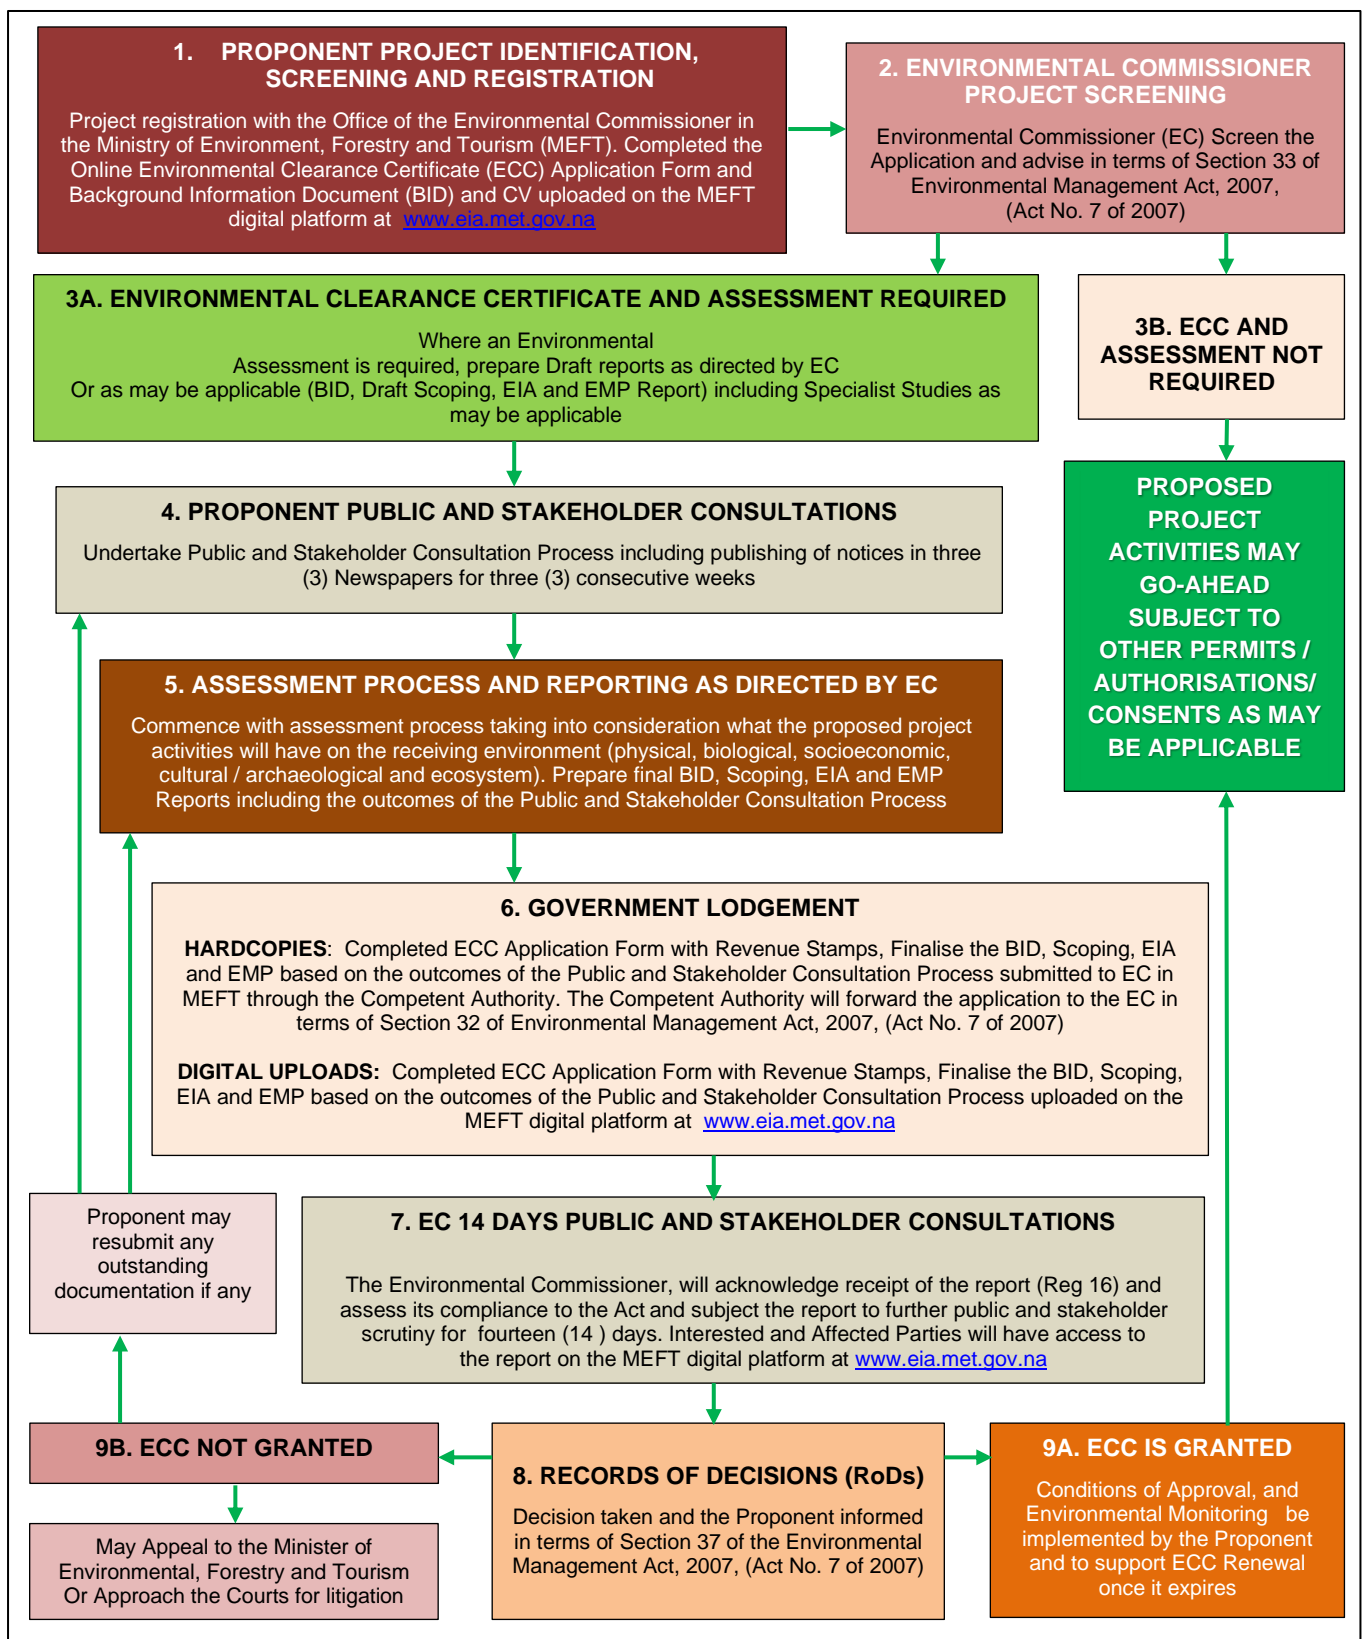 1. PROPONENT PROJECT IDENTIFICATION,
SCREENING AND REGISTRATION
Project registration with the Office of the Environmental Commissioner in
the Ministry of Environment, Forestry and Tourism (MEFT). Completed the
Online Environmental Clearance Certificate (ECC) Application Form and
Background Information Document (BID) and CV uploaded on the MEFT
digital platform at www.eia.met.gov.na
2. ENVIRONMENTAL COMMISSIONER
PROJECT SCREENING
Environmental Commissioner (EC) Screen the
Application and advise in terms of Section 33 of
Environmental Management Act, 2007,
(Act No. 7 of 2007)
3A. ENVIRONMENTAL CLEARANCE CERTIFICATE AND ASSESSMENT REQUIRED
Where an Environmental
Assessment is required, prepare Draft reports as directed by EC
Or as may be applicable (BID, Draft Scoping, EIA and EMP Report) including Specialist Studies as
may be applicable
3B. ECC AND
ASSESSMENT NOT
REQUIRED
4. PROPONENT PUBLIC AND STAKEHOLDER CONSULTATIONS
Undertake Public and Stakeholder Consultation Process including publishing of notices in three
(3) Newspapers for three (3) consecutive weeks
PROPOSED
PROJECT
ACTIVITIES MAY
GO-AHEAD
SUBJECT TO
OTHER PERMITS /
AUTHORISATIONS/
CONSENTS AS MAY
BE APPLICABLE
5. ASSESSMENT PROCESS AND REPORTING AS DIRECTED BY EC
Commence with assessment process taking into consideration what the proposed project
activities will have on the receiving environment (physical, biological, socioeconomic,
cultural / archaeological and ecosystem). Prepare final BID, Scoping, EIA and EMP
Reports including the outcomes of the Public and Stakeholder Consultation Process
6. GOVERNMENT LODGEMENT
HARDCOPIES: Completed ECC Application Form with Revenue Stamps, Finalise the BID, Scoping, EIA
and EMP based on the outcomes of the Public and Stakeholder Consultation Process submitted to EC in
MEFT through the Competent Authority. The Competent Authority will forward the application to the EC in
terms of Section 32 of Environmental Management Act, 2007, (Act No. 7 of 2007)
DIGITAL UPLOADS: Completed ECC Application Form with Revenue Stamps, Finalise the BID, Scoping,
EIA and EMP based on the outcomes of the Public and Stakeholder Consultation Process uploaded on the
MEFT digital platform at www.eia.met.gov.na
Proponent may
resubmit any
outstanding
documentation if any
7. EC 14 DAYS PUBLIC AND STAKEHOLDER CONSULTATIONS
The Environmental Commissioner, will acknowledge receipt of the report (Reg 16) and
assess its compliance to the Act and subject the report to further public and stakeholder
scrutiny for fourteen (14 ) days. Interested and Affected Parties will have access to
the report on the MEFT digital platform at www.eia.met.gov.na
9B. ECC NOT GRANTED
May Appeal to the Minister of
Environmental, Forestry and Tourism
Or Approach the Courts for litigation
8. RECORDS OF DECISIONS (RoDs)
Decision taken and the Proponent informed
in terms of Section 37 of the Environmental
Management Act, 2007, (Act No. 7 of 2007)
9A. ECC IS GRANTED
Conditions of Approval, and
Environmental Monitoring be
implemented by the Proponent
and to support ECC Renewal
once it expires